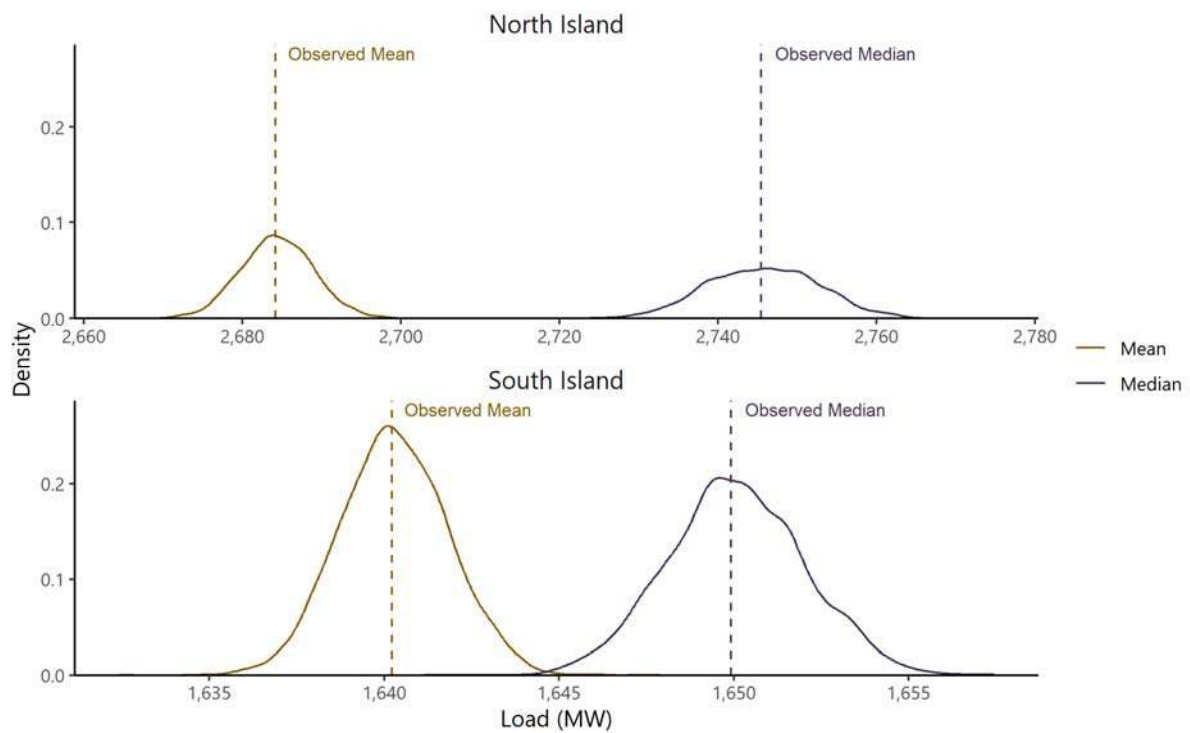 North Island
Observed Mean
Observed Median
0.2
0.1
0.0
2,660
2,680
2,700
2,720
2,740
2,760
2,780
Density
Mean
Median
South Island
Observed Mean
Observed Median
0.2
0.1
0.0
1,635
1,640
1,645
1,650
1,655
Load (MW)